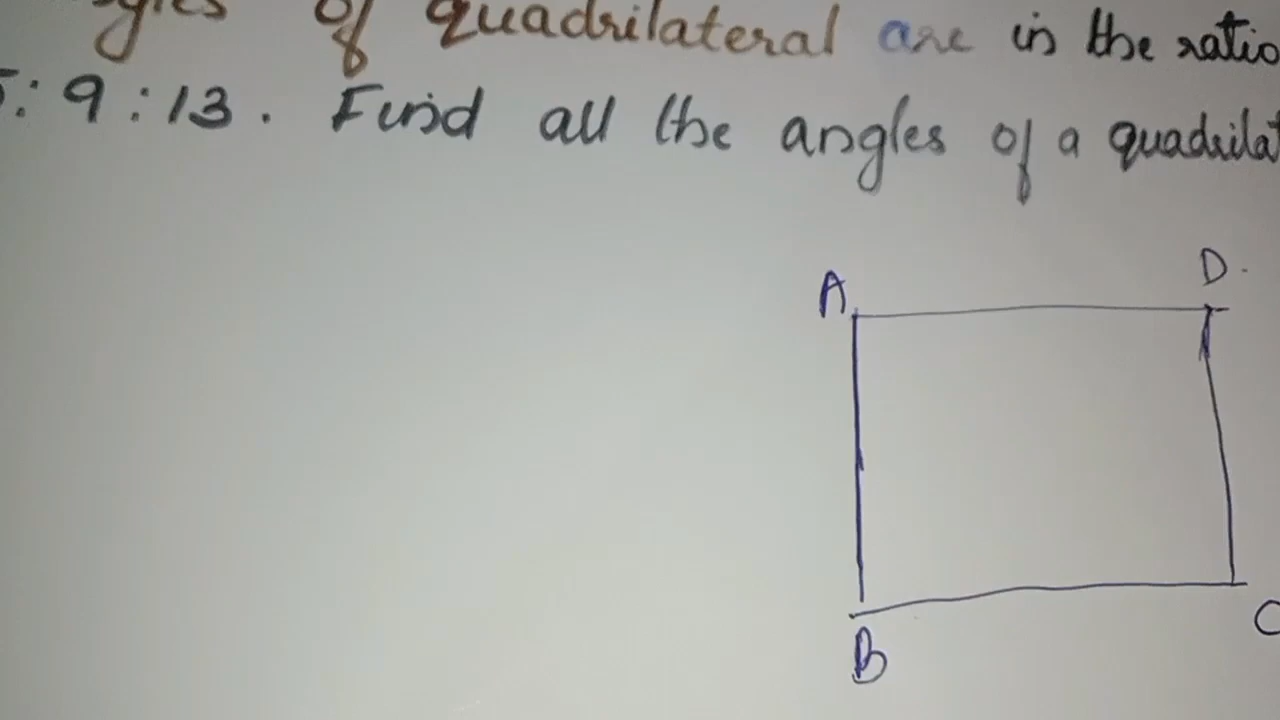 of quadrilateral are in the ratio
: 9 : 13. Find all the angles of a
A
D.
B
C